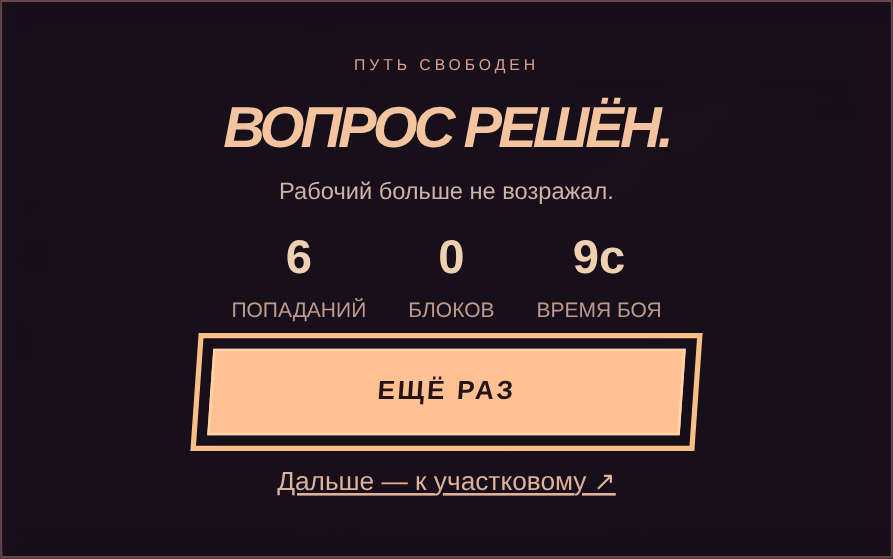 ПУТЬ СВОБОДЕН
ВОПРОС РЕШЁН.
Рабочий больше не возражал.
6 0 9с
ПОПАДАНИЙ БЛОКОВ ВРЕМЯ БОЯ
ЕЩЁ РАЗ
Дальше — к участковому ↗